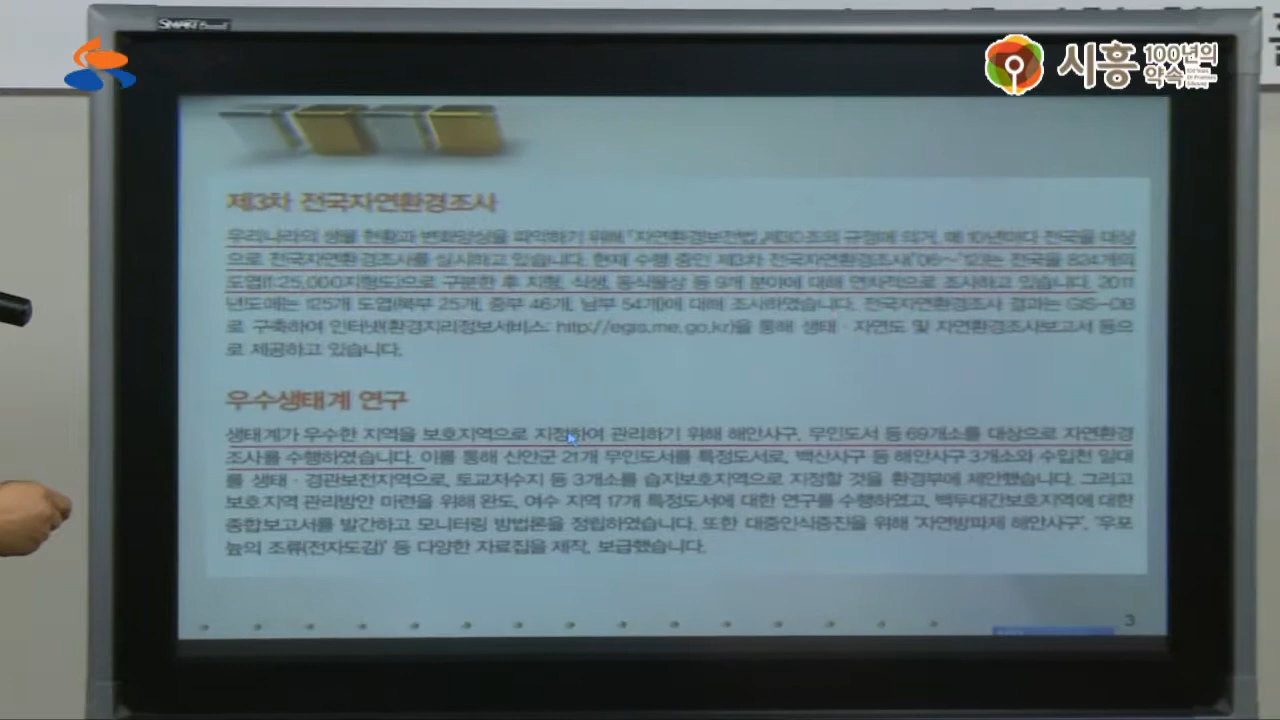 SMART Board
시흥 100년의
약속
제3차 전국자연환경조사
우리나라의 생물 현황과 변화양상을 파악하기 위해 「자연환경보전법」제30조의 규정에 의거, 매 10년마다 전국을 대상
으로 전국자연환경조사를 실시하고 있습니다. 현재 수행 중인 제3차 전국자연환경조사('06~'12)는 전국을 824개의
도엽(1:25,000지형도)으로 구분한 후 지형, 식생, 동식물상 등 9개 분야에 대해 연차적으로 조사하고 있습니다. 2011
년도에는 125개 도엽(북부 25개, 중부 46개, 남부 54개)에 대해 조사하였습니다. 전국자연환경조사 결과는 GIS-DB
로 구축하여 인터넷(환경지리정보서비스: http://egis.me.go.kr)을 통해 생태 · 자연도 및 자연환경조사보고서 등으
로 제공하고 있습니다.
우수생태계 연구
생태계가 우수한 지역을 보호지역으로 지정하여 관리하기 위해 해안사구, 무인도서 등 69개소를 대상으로 자연환경
조사를 수행하였습니다. 이를 통해 신안군 21개 무인도서를 특정도서로, 백산사구 등 해안사구 3개소와 수입천 일대
를 생태 · 경관보전지역으로, 토교저수지 등 3개소를 습지보호지역으로 지정할 것을 환경부에 제안했습니다. 그리고
보호지역 관리방안 마련을 위해 완도, 여수 지역 17개 특정도서에 대한 연구를 수행하였고, 백두대간보호지역에 대한
종합보고서를 발간하고 모니터링 방법론을 정립하였습니다. 또한 대중인식증진을 위해 '자연방파제 해안사구', '우포
늪의 조류(전자도감)' 등 다양한 자료집을 제작, 보급했습니다.
3